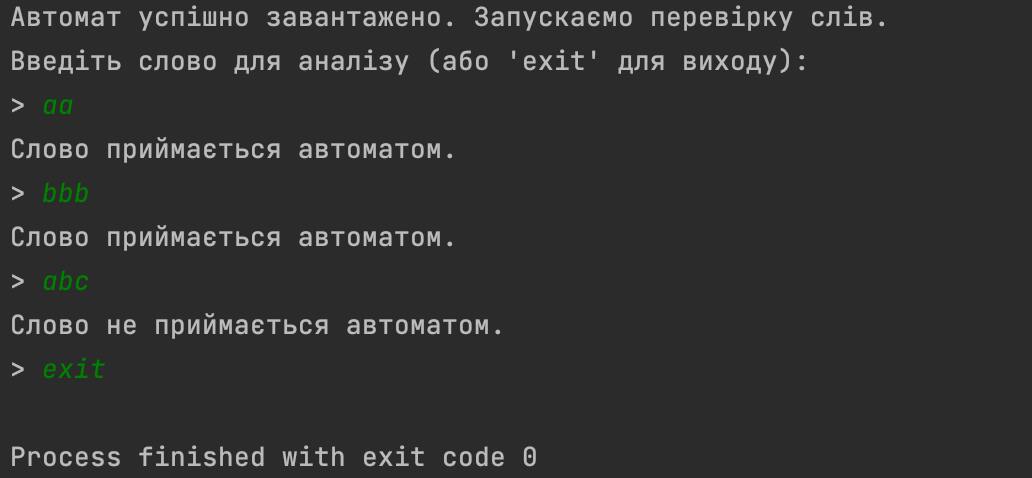 Автомат успішно завантажено. Запускаємо перевірку слів.
Введіть слово для аналізу (або 'exit' для виходу):
> aa
Слово приймається автоматом.
> bbb
Слово приймається автоматом.
> abc
Слово не приймається автоматом.
> exit
Process finished with exit code 0